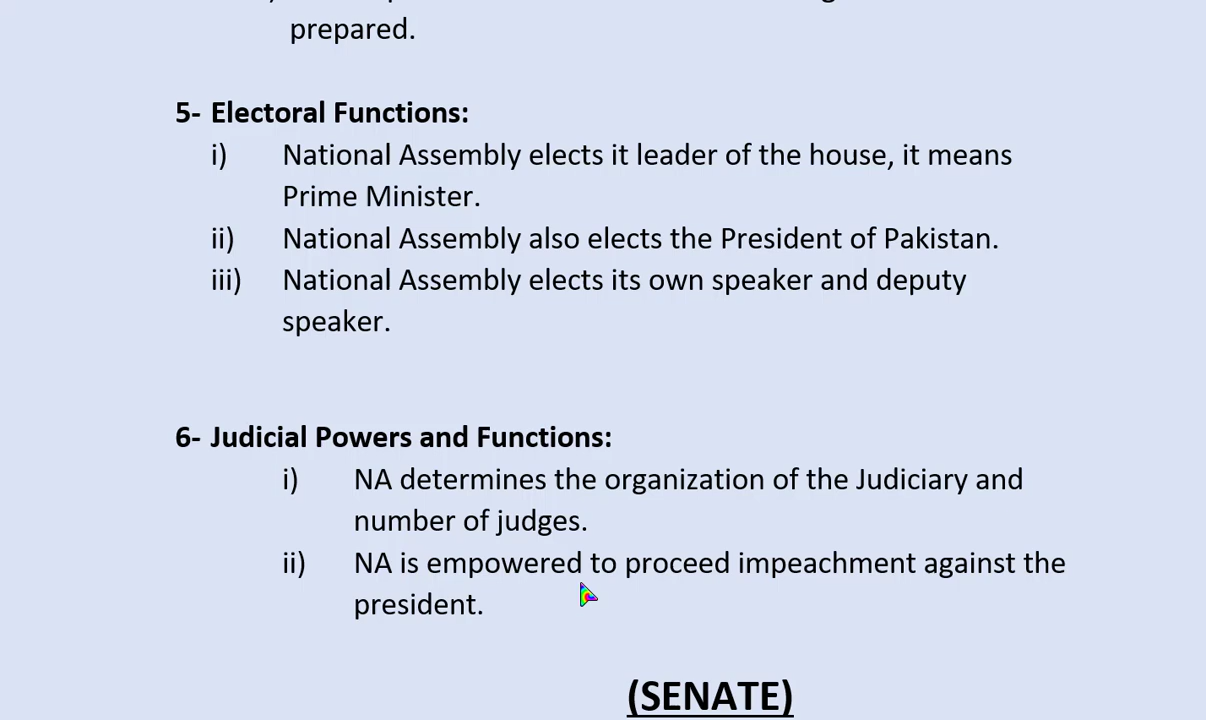 prepared.
5- Electoral Functions:
i) National Assembly elects it leader of the house, it means
Prime Minister.
ii) National Assembly also elects the President of Pakistan.
iii) National Assembly elects its own speaker and deputy
speaker.
6- Judicial Powers and Functions:
i) NA determines the organization of the Judiciary and
number of judges.
ii) NA is empowered to proceed impeachment against the
president.
(SENATE)